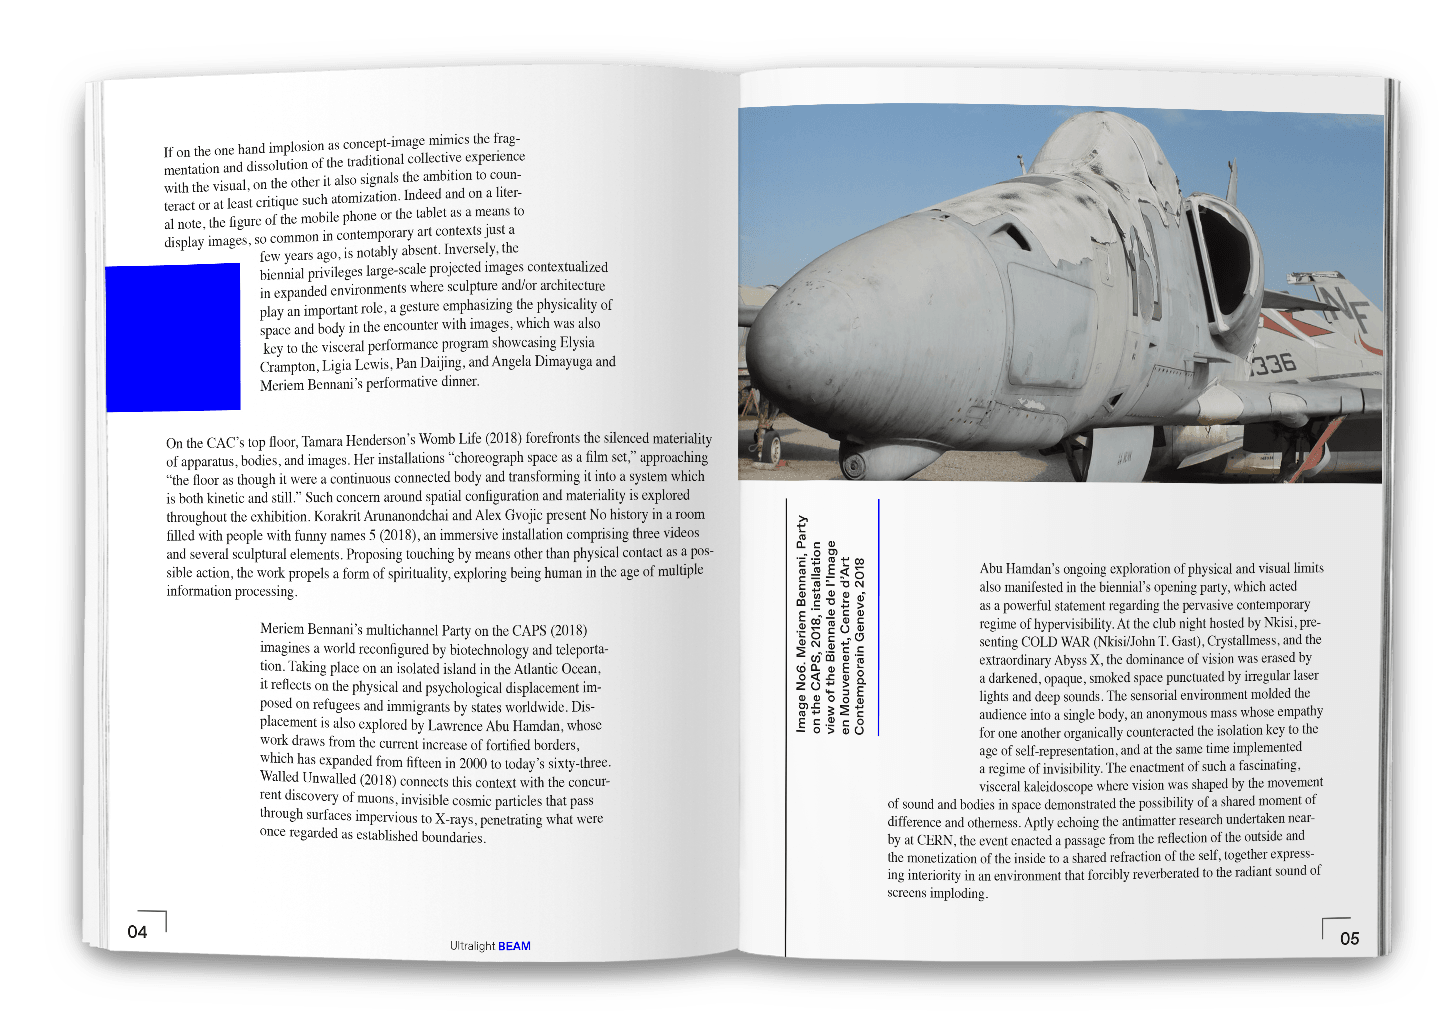 If on the one hand implosion as concept-image mimics the frag-
mentation and dissolution of the traditional collective experience
with the visual, on the other it also signals the ambition to coun-
teract or at least critique such atomization. Indeed and on a liter-
al note, the figure of the mobile phone or the tablet as a means to
display images, so common in contemporary art contexts just a
few years ago, is notably absent. Inversely, the
biennial privileges large-scale projected images contextualized
in expanded environments where sculpture and/or architecture
play an important role, a gesture emphasizing the physicality of
space and body in the encounter with images, which was also
key to the visceral performance program showcasing Elysia
Crampton, Ligia Lewis, Pan Daijing, and Angela Dimayuga and
Meriem Bennani's performative dinner.
On the CAC's top floor, Tamara Henderson's Womb Life (2018) forefronts the silenced materiality
of apparatus, bodies, and images. Her installations “choreograph space as a film set,” approaching
“the floor as though it were a continuous connected body and transforming it into a system which
is both kinetic and still.” Such concern around spatial configuration and materiality is explored
throughout the exhibition. Korakrit Arunanondchai and Alex Gvojic present No history in a room
filled with people with funny names 5 (2018), an immersive installation comprising three videos
and several sculptural elements. Proposing touching by means other than physical contact as a pos-
sible action, the work propels a form of spirituality, exploring being human in the age of multiple
information processing.
Meriem Bennani's multichannel Party on the CAPS (2018)
imagines a world reconfigured by biotechnology and teleporta-
tion. Taking place on an isolated island in the Atlantic Ocean,
it reflects on the physical and psychological displacement im-
posed on refugees and immigrants by states worldwide. Dis-
placement is also explored by Lawrence Abu Hamdan, whose
work draws from the current increase of fortified borders,
which has expanded from fifteen in 2000 to today's sixty-three.
Walled Unwalled (2018) connects this context with the concur-
rent discovery of muons, invisible cosmic particles that pass
through surfaces impervious to X-rays, penetrating what were
once regarded as established boundaries.
04
Ultralight BEAM
NF
336
Image No6. Meriem Bennani, Party
on the CAPS, 2018, installation
view of the Biennale de l'Image
en Mouvement, Centre d'Art
Contemporain Geneve, 2018
Abu Hamdan's ongoing exploration of physical and visual limits
also manifested in the biennial's opening party, which acted
as a powerful statement regarding the pervasive contemporary
regime of hypervisibility. At the club night hosted by Nkisi, pre-
senting COLD WAR (Nkisi/John T. Gast), Crystallmess, and the
extraordinary Abyss X, the dominance of vision was erased by
a darkened, opaque, smoked space punctuated by irregular laser
lights and deep sounds. The sensorial environment molded the
audience into a single body, an anonymous mass whose empathy
for one another organically counteracted the isolation key to the
age of self-representation, and at the same time implemented
a regime of invisibility. The enactment of such a fascinating,
visceral kaleidoscope where vision was shaped by the movement
of sound and bodies in space demonstrated the possibility of a shared moment of
difference and otherness. Aptly echoing the antimatter research undertaken near-
by at CERN, the event enacted a passage from the reflection of the outside and
the monetization of the inside to a shared refraction of the self, together express-
ing interiority in an environment that forcibly reverberated to the radiant sound of
screens imploding.
05